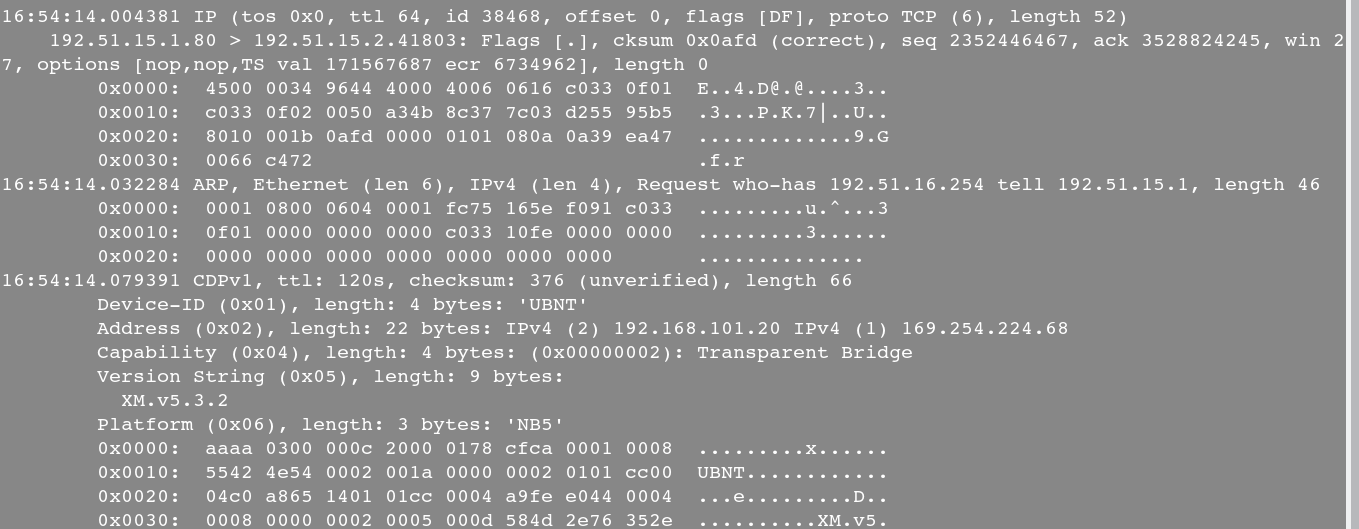 16:54:14.004381 IP (tos 0x0, ttl 64, id 38468, offset 0, flags [DF], proto TCP (6), length 52)
    192.51.15.1.80 > 192.51.15.2.41803: Flags [.], cksum 0x0afd (correct), seq 2352446467, ack 3528824245, win 2
7, options [nop,nop,TS val 171567687 ecr 6734962], length 0
        0x0000:  4500 0034 9644 4000 4006 0616 c033 0f01  E..4.D@.@....3..
        0x0010:  c033 0f02 0050 a34b 8c37 7c03 d255 95b5  .3...P.K.7|..U..
        0x0020:  8010 001b 0afd 0000 0101 080a 0a39 ea47  .............9.G
        0x0030:  0066 c472                                .f.r
16:54:14.032284 ARP, Ethernet (len 6), IPv4 (len 4), Request who-has 192.51.16.254 tell 192.51.15.1, length 46
        0x0000:  0001 0800 0604 0001 fc75 165e f091 c033  .........u.^...3
        0x0010:  0f01 0000 0000 0000 c033 10fe 0000 0000  .........3......
        0x0020:  0000 0000 0000 0000 0000 0000 0000       ..............
16:54:14.079391 CDPv1, ttl: 120s, checksum: 376 (unverified), length 66
        Device-ID (0x01), length: 4 bytes: 'UBNT'
        Address (0x02), length: 22 bytes: IPv4 (2) 192.168.101.20 IPv4 (1) 169.254.224.68
        Capability (0x04), length: 4 bytes: (0x00000002): Transparent Bridge
        Version String (0x05), length: 9 bytes:
          XM.v5.3.2
        Platform (0x06), length: 3 bytes: 'NB5'
        0x0000:  aaaa 0300 000c 2000 0178 cfca 0001 0008  .........x......
        0x0010:  5542 4e54 0002 001a 0000 0002 0101 cc00  UBNT............
        0x0020:  04c0 a865 1401 01cc 0004 a9fe e044 0004  ...e.........D..
        0x0030:  0008 0000 0002 0005 000d 584d 2e76 352e  ..........XM.v5.